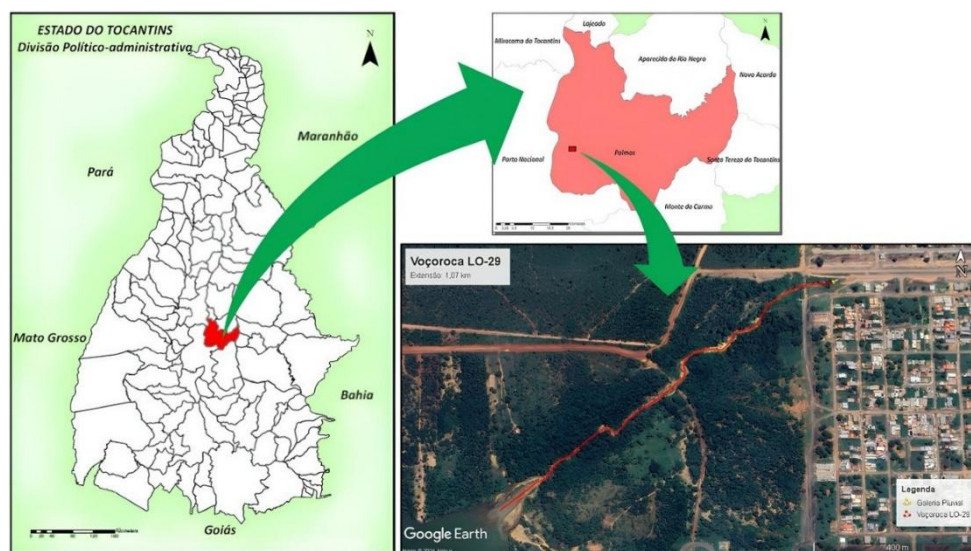 ESTADO DO TOCANTINS
Divisão Político-administrativa
Pará
Maranhão
Mato Grosso
Bahia
Goiás
Lajeado
Miracema do Tocantins
Aparecida do Rio Negro
Novo Acordo
Porto Nacional
Palmas
Santa Tereza do Tocantins
Monte do Carmo
Voçoroca LO-29
Extensão: 1,07 km
Legenda
Galeria Pluvial
Voçoroca LO-29
Google Earth
400 m